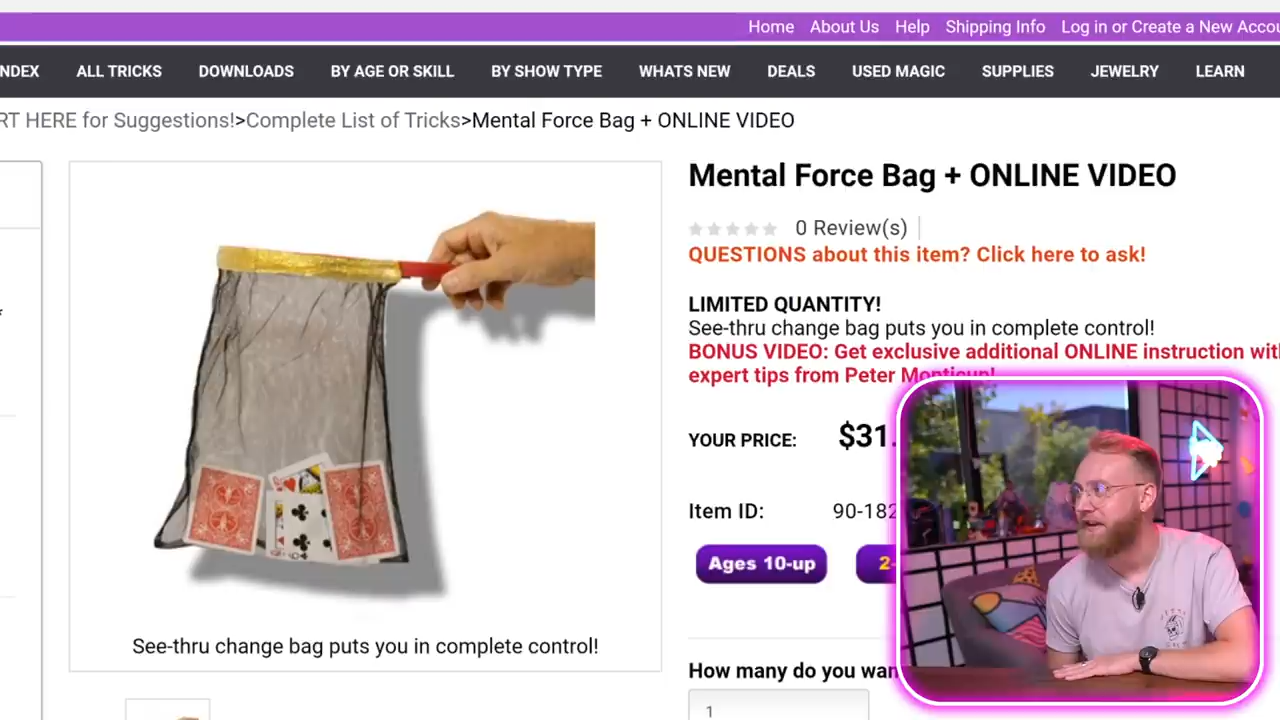 Home About Us Help Shipping Info Log in or Create a New Accou
NDEX ALL TRICKS DOWNLOADS BY AGE OR SKILL BY SHOW TYPE WHATS NEW DEALS USED MAGIC SUPPLIES JEWELRY LEARN
RT HERE for Suggestions!>Complete List of Tricks>Mental Force Bag + ONLINE VIDEO
Mental Force Bag + ONLINE VIDEO
0 Review(s)
QUESTIONS about this item? Click here to ask!
LIMITED QUANTITY!
See-thru change bag puts you in complete control!
BONUS VIDEO: Get exclusive additional ONLINE instruction with
expert tips from Peter Monticup!
YOUR PRICE: $31.
Item ID: 90-182
Ages 10-up 2-
See-thru change bag puts you in complete control!
How many do you wan
1